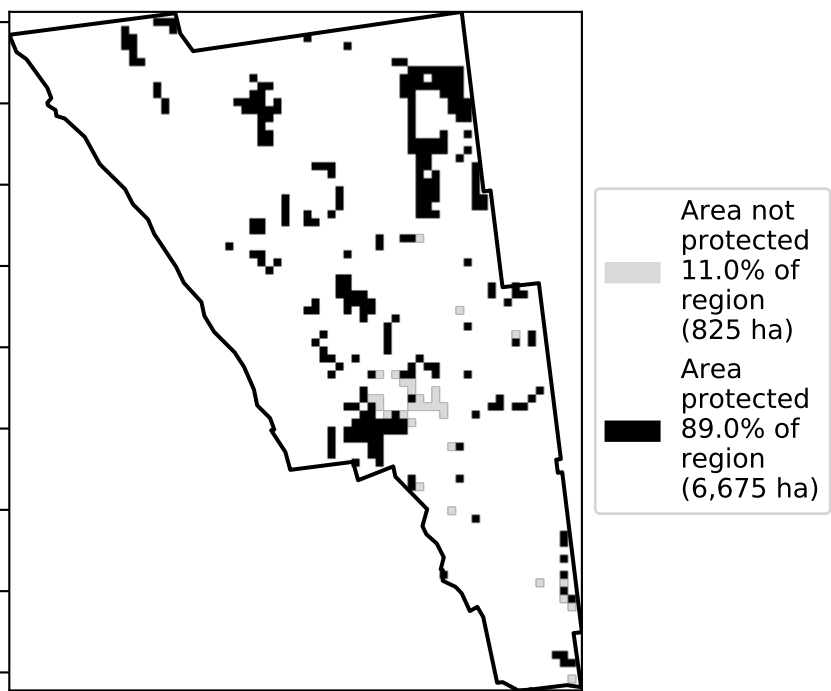 Area not
protected
11.0% of
region
(825 ha)
Area
protected
89.0% of
region
(6,675 ha)